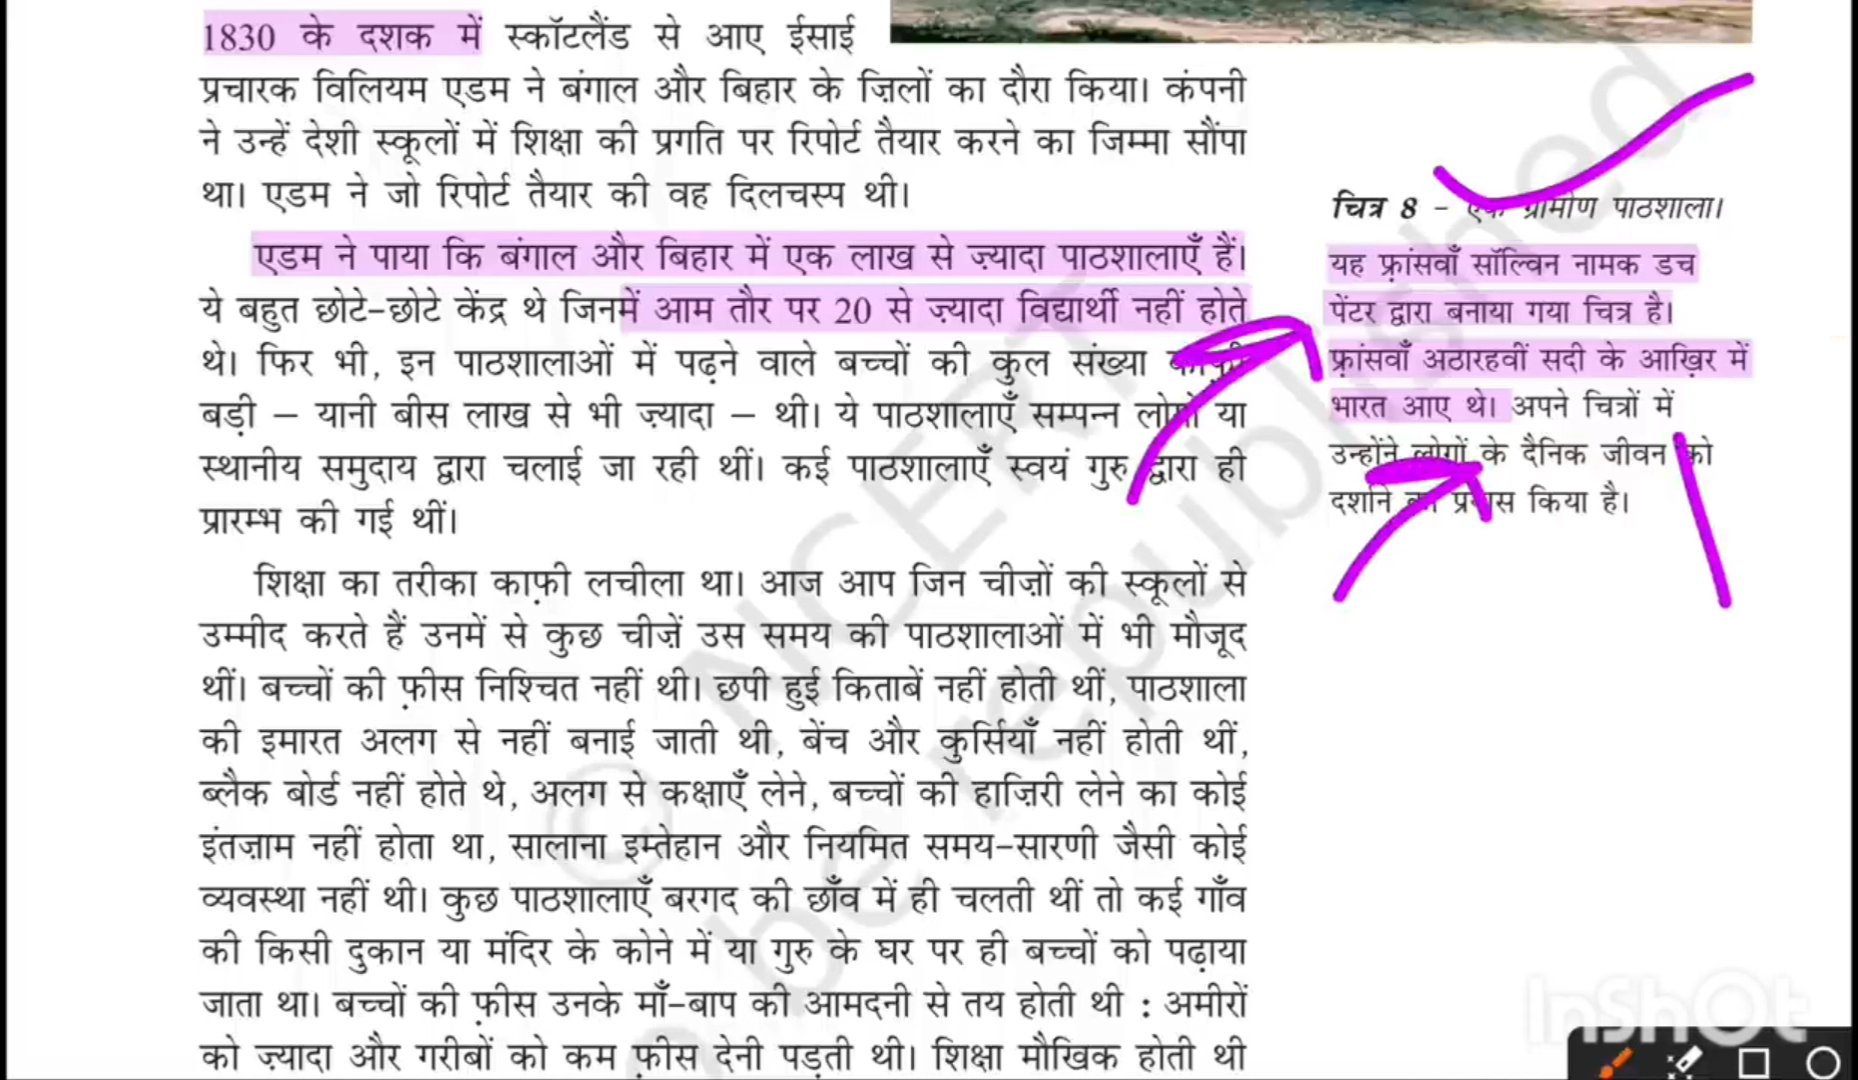 1830 के दशक में स्कॉटलैंड से आए ईसाई
प्रचारक विलियम एडम ने बंगाल और बिहार के ज़िलों का दौरा किया। कंपनी
ने उन्हें देशी स्कूलों में शिक्षा की प्रगति पर रिपोर्ट तैयार करने का जिम्मा सौंपा
था। एडम ने जो रिपोर्ट तैयार की वह दिलचस्प थी।
एडम ने पाया कि बंगाल और बिहार में एक लाख से ज़्यादा पाठशालाएँ हैं।
ये बहुत छोटे-छोटे केंद्र थे जिनमें आम तौर पर 20 से ज़्यादा विद्यार्थी नहीं होते
थे। फिर भी, इन पाठशालाओं में पढ़ने वाले बच्चों की कुल संख्या काफ़ी
बड़ी – यानी बीस लाख से भी ज़्यादा – थी। ये पाठशालाएँ सम्पन्न लोगों या
स्थानीय समुदाय द्वारा चलाई जा रही थीं। कई पाठशालाएँ स्वयं गुरु द्वारा ही
प्रारम्भ की गई थीं।
शिक्षा का तरीका काफ़ी लचीला था। आज आप जिन चीज़ों की स्कूलों से
उम्मीद करते हैं उनमें से कुछ चीज़ें उस समय की पाठशालाओं में भी मौजूद
थीं। बच्चों की फ़ीस निश्चित नहीं थी। छपी हुई किताबें नहीं होती थीं, पाठशाला
की इमारत अलग से नहीं बनाई जाती थी, बेंच और कुर्सियाँ नहीं होती थीं,
ब्लैक बोर्ड नहीं होते थे, अलग से कक्षाएँ लेने, बच्चों की हाज़िरी लेने का कोई
इंतज़ाम नहीं होता था, सालाना इम्तेहान और नियमित समय-सारणी जैसी कोई
व्यवस्था नहीं थी। कुछ पाठशालाएँ बरगद की छाँव में ही चलती थीं तो कई गाँव
की किसी दुकान या मंदिर के कोने में या गुरु के घर पर ही बच्चों को पढ़ाया
जाता था। बच्चों की फ़ीस उनके माँ-बाप की आमदनी से तय होती थी : अमीरों
को ज़्यादा और गरीबों को कम फ़ीस देनी पड़ती थी। शिक्षा मौखिक होती थी
चित्र 8 – एक ग्रामीण पाठशाला।
यह फ़्रांसवाँ सॉल्विन नामक डच
पेंटर द्वारा बनाया गया चित्र है।
फ़्रांसवाँ अठारहवीं सदी के आख़िर में
भारत आए थे। अपने चित्रों में
उन्होंने लोगों के दैनिक जीवन को
दर्शाने का प्रयास किया है।
© NCERT
be republished
InShOt